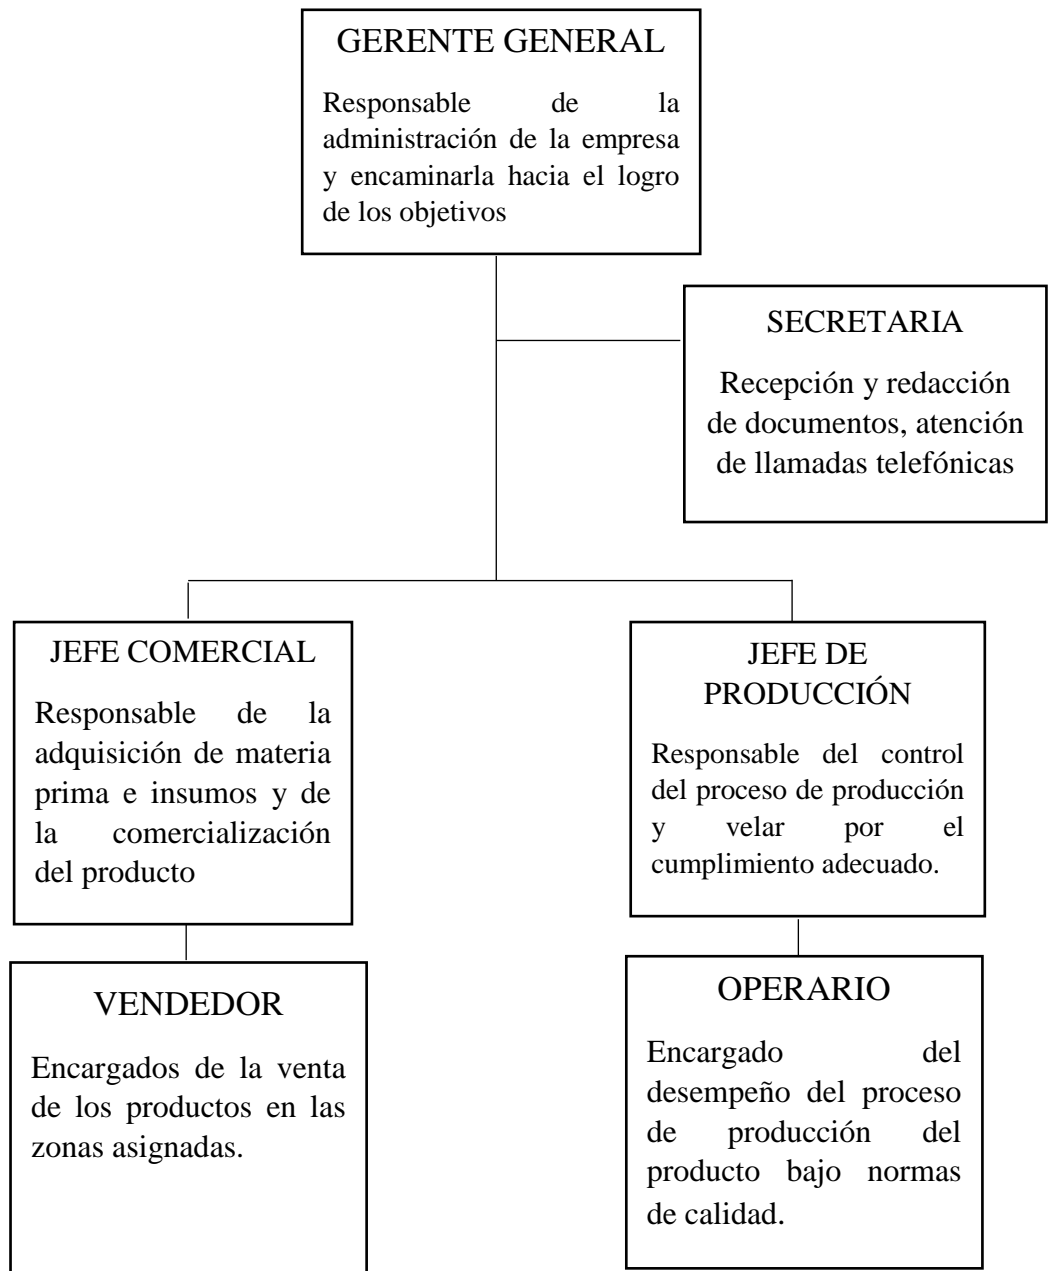 GERENTE GENERAL
Responsable de la
administración de la empresa
y encaminarla hacia el logro
de los objetivos
SECRETARIA
Recepción y redacción
de documentos, atención
de llamadas telefónicas
JEFE COMERCIAL
Responsable de la
adquisición de materia
prima e insumos y de
la comercialización
del producto
JEFE DE
PRODUCCIÓN
Responsable del control
del proceso de producción
y velar por el
cumplimiento adecuado.
VENDEDOR
Encargados de la venta
de los productos en las
zonas asignadas.
OPERARIO
Encargado del
desempeño del proceso
de producción del
producto bajo normas
de calidad.